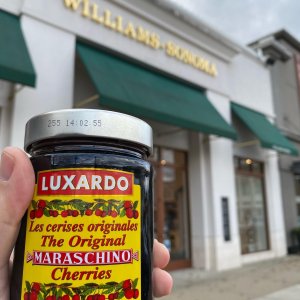 WILLIAMS-SONOMA
255 14:02 55
LUXARDO
Les cerises originales
The Original
MARASCHINO
Cherries